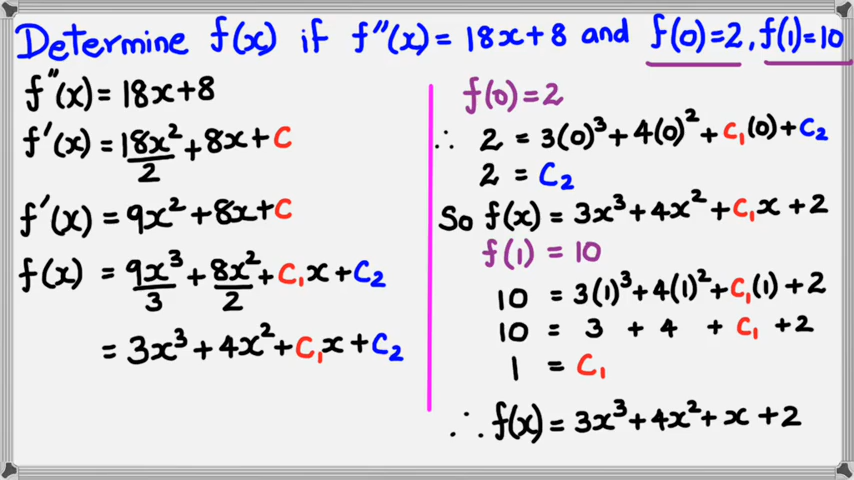 Determine f(x) if f"(x) = 18x+8 and f(0)=2, f(1)=10
f"(x) = 18x+8
f'(x) = 18x²/2 + 8x + C
f'(x) = 9x² + 8x + C
f(x) = 9x³/3 + 8x²/2 + C₁x + C₂
= 3x³ + 4x² + C₁x + C₂
f(0) = 2
∴ 2 = 3(0)³ + 4(0)² + C₁(0) + C₂
2 = C₂
So f(x) = 3x³ + 4x² + C₁x + 2
f(1) = 10
10 = 3(1)³ + 4(1)² + C₁(1) + 2
10 = 3 + 4 + C₁ + 2
1 = C₁
∴ f(x) = 3x³ + 4x² + x + 2